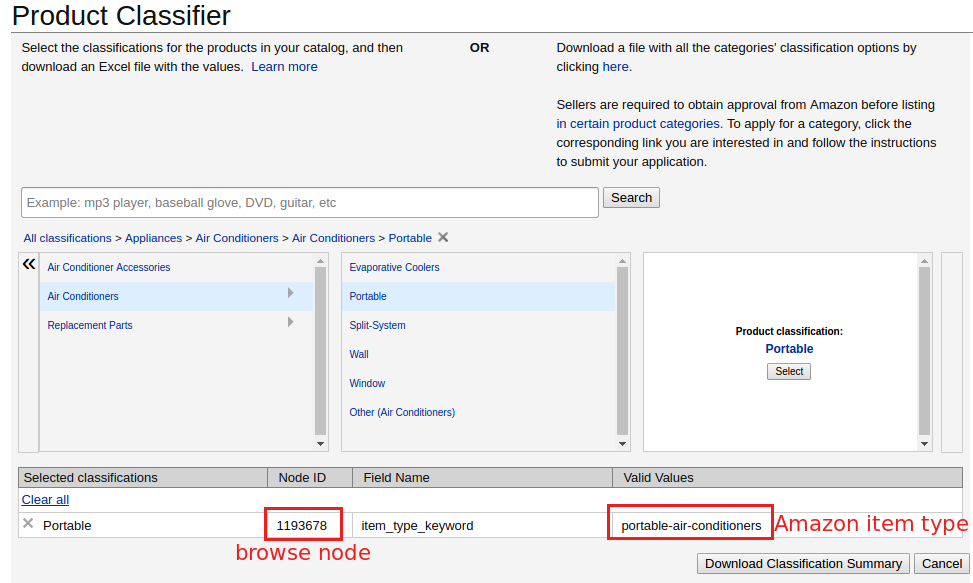 Product Classifier
Select the classifications for the products in your catalog, and then
download an Excel file with the values. Learn more
OR
Download a file with all the categories' classification options by
clicking here.
Sellers are required to obtain approval from Amazon before listing
in certain product categories. To apply for a category, click the
corresponding link you are interested in and follow the instructions
to submit your application.
Example: mp3 player, baseball glove, DVD, guitar, etc
Search
All classifications > Appliances > Air Conditioners > Air Conditioners > Portable
Air Conditioner Accessories
Air Conditioners
Replacement Parts
Evaporative Coolers
Portable
Split-System
Wall
Window
Other (Air Conditioners)
Product classification:
Portable
Select
Selected classifications Node ID Field Name Valid Values
Clear all
Portable 1193678 item_type_keyword portable-air-conditioners Amazon item type
browse node
Download Classification Summary Cancel